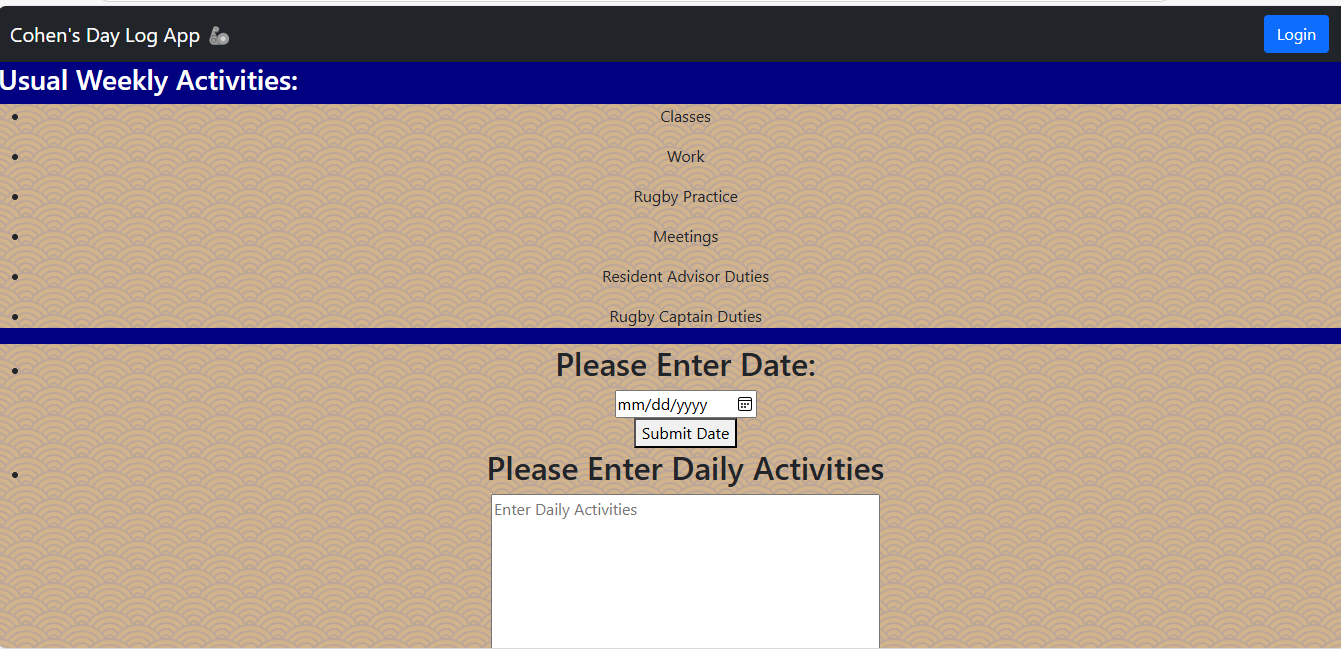 Cohen's Day Log App 🦾
Login
Usual Weekly Activities:
Classes
Work
Rugby Practice
Meetings
Resident Advisor Duties
Rugby Captain Duties
Please Enter Date:
mm/dd/yyyy
Submit Date
Please Enter Daily Activities
Enter Daily Activities